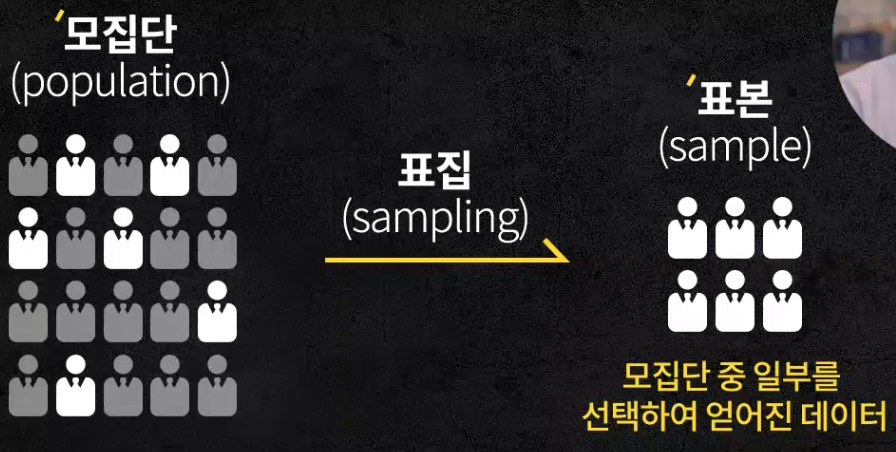 모집단
(population)
표집
(sampling)
표본
(sample)
모집단 중 일부를
선택하여 얻어진 데이터